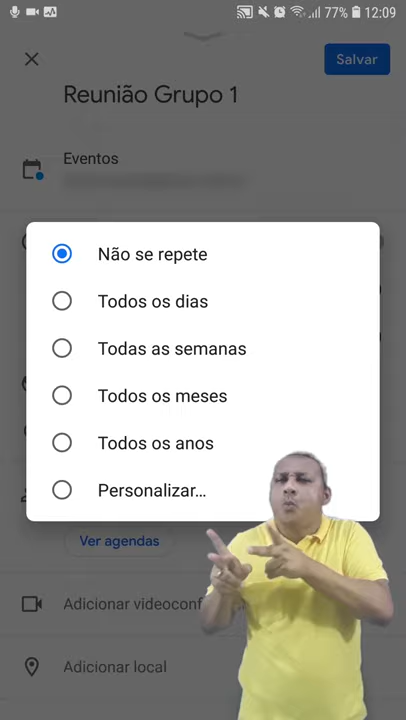 77% 12:09
Salvar
Reunião Grupo 1
Eventos
Não se repete
Todos os dias
Todas as semanas
Todos os meses
Todos os anos
Personalizar...
Ver agendas
Adicionar videoconf
Adicionar local